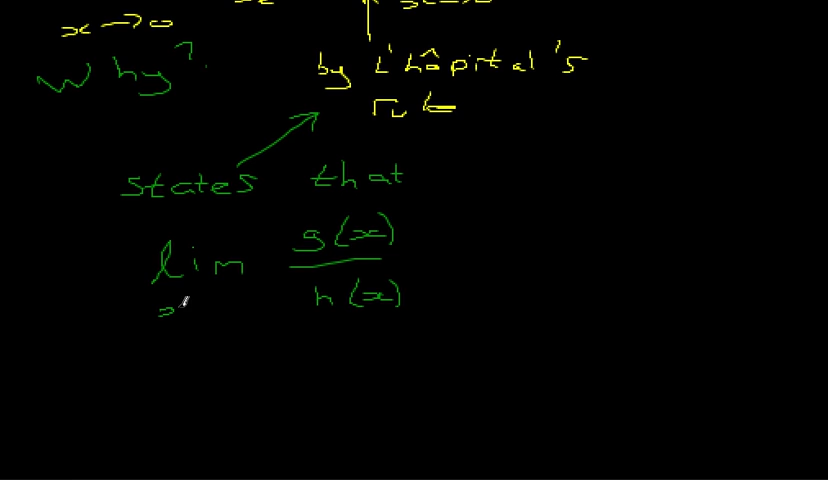 x→0
Why?
by L'hôpital's
rule
states that
lim g(x)
h(x)